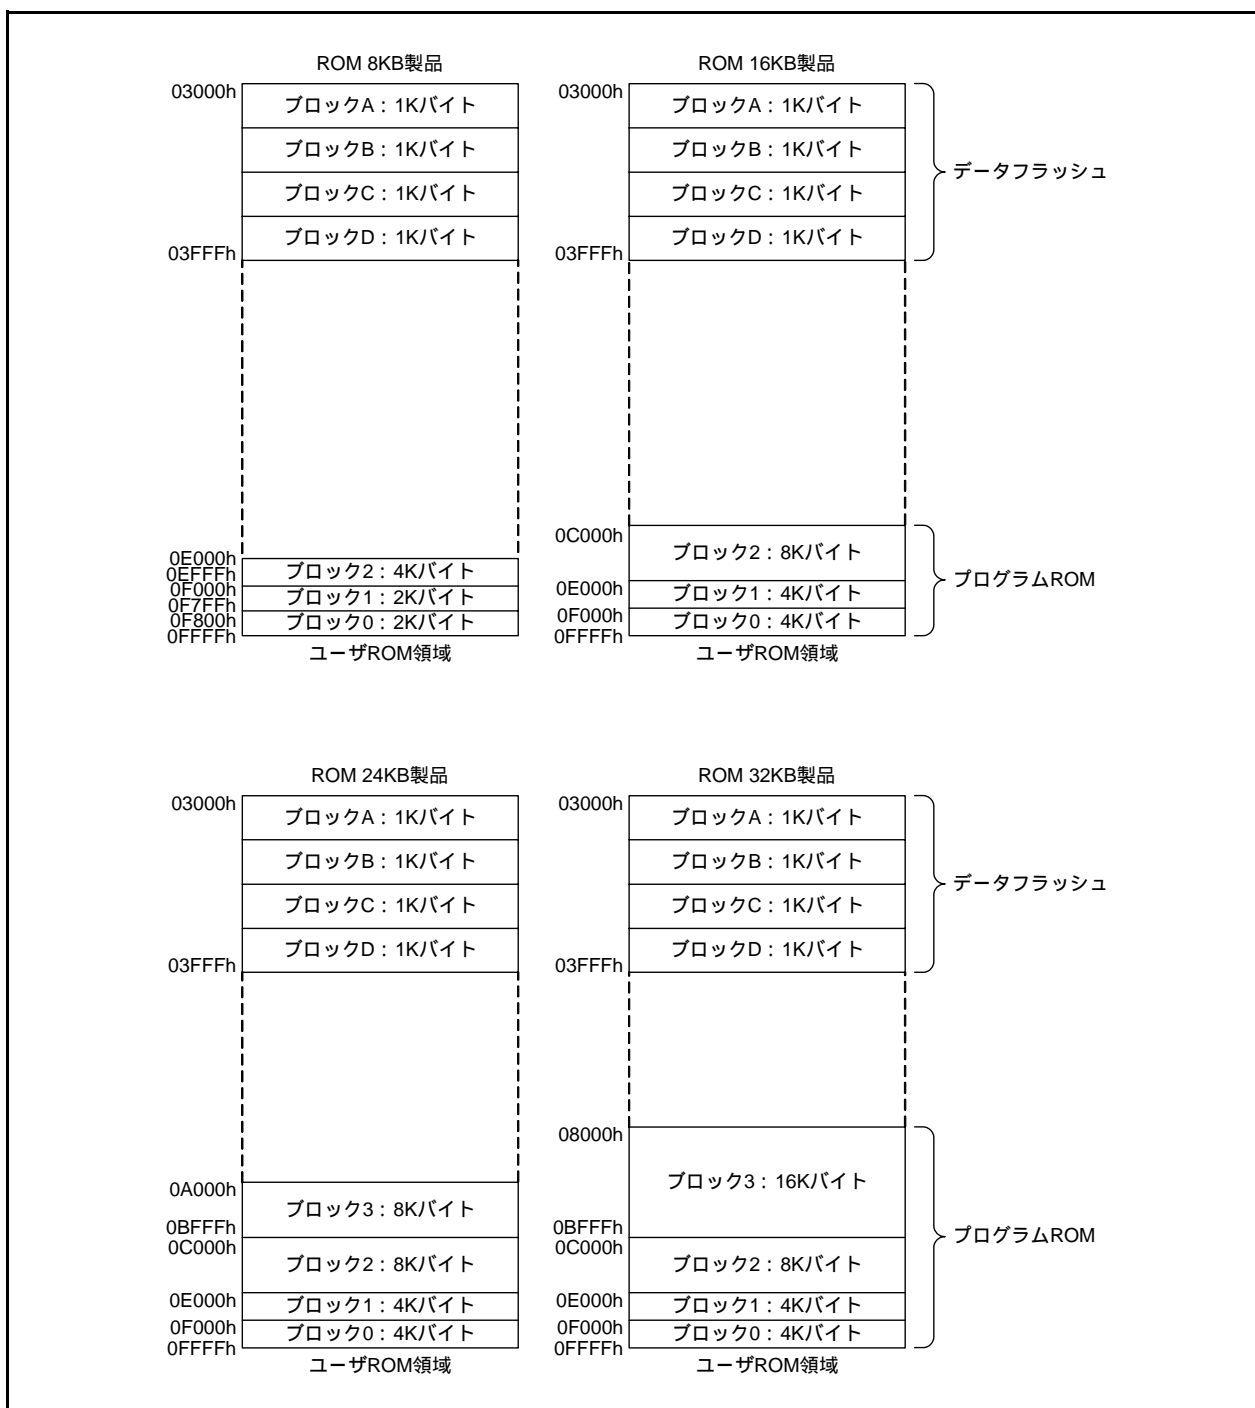 ROM 8KB製品
03000h
ブロックA：1Kバイト
ブロックB：1Kバイト
ブロックC：1Kバイト
ブロックD：1Kバイト
03FFFh
0E000h
0EFFFh
ブロック2：4Kバイト
0F000h
0F7FFh
ブロック1：2Kバイト
0F800h
0FFFFh
ブロック0：2Kバイト
ユーザROM領域
ROM 16KB製品
03000h
ブロックA：1Kバイト
ブロックB：1Kバイト
ブロックC：1Kバイト
ブロックD：1Kバイト
03FFFh
データフラッシュ
0C000h
ブロック2：8Kバイト
0E000h
ブロック1：4Kバイト
0F000h
ブロック0：4Kバイト
0FFFFh
プログラムROM
ユーザROM領域
ROM 24KB製品
03000h
ブロックA：1Kバイト
ブロックB：1Kバイト
ブロックC：1Kバイト
ブロックD：1Kバイト
03FFFh
0A000h
ブロック3：8Kバイト
0BFFFh
0C000h
ブロック2：8Kバイト
0E000h
ブロック1：4Kバイト
0F000h
ブロック0：4Kバイト
0FFFFh
ユーザROM領域
ROM 32KB製品
03000h
ブロックA：1Kバイト
ブロックB：1Kバイト
ブロックC：1Kバイト
ブロックD：1Kバイト
03FFFh
データフラッシュ
08000h
ブロック3：16Kバイト
0BFFFh
0C000h
ブロック2：8Kバイト
0E000h
ブロック1：4Kバイト
0F000h
ブロック0：4Kバイト
0FFFFh
プログラムROM
ユーザROM領域